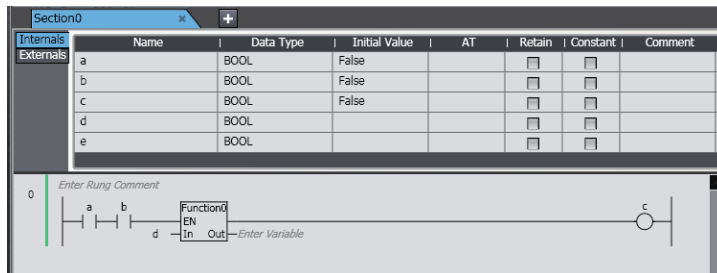 Section0 × +
Internals Name | Data Type | Initial Value | AT | Retain | Constant | Comment
Externals
a BOOL False
b BOOL False
c BOOL False
d BOOL
e BOOL
Enter Rung Comment
0
a b Function0 c
EN
d In Out Enter Variable